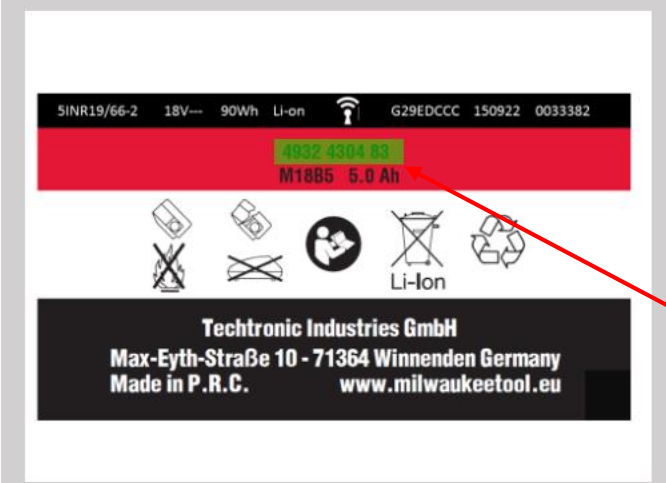 5INR19/66-2 18V--- 90Wh Li-on G29EDCCC 150922 0033382
4932 4304 83
M18B5 5.0 Ah
Li-Ion
Techtronic Industries GmbH
Max-Eyth-Straße 10 - 71364 Winnenden Germany
Made in P.R.C. www.milwaukeetool.eu